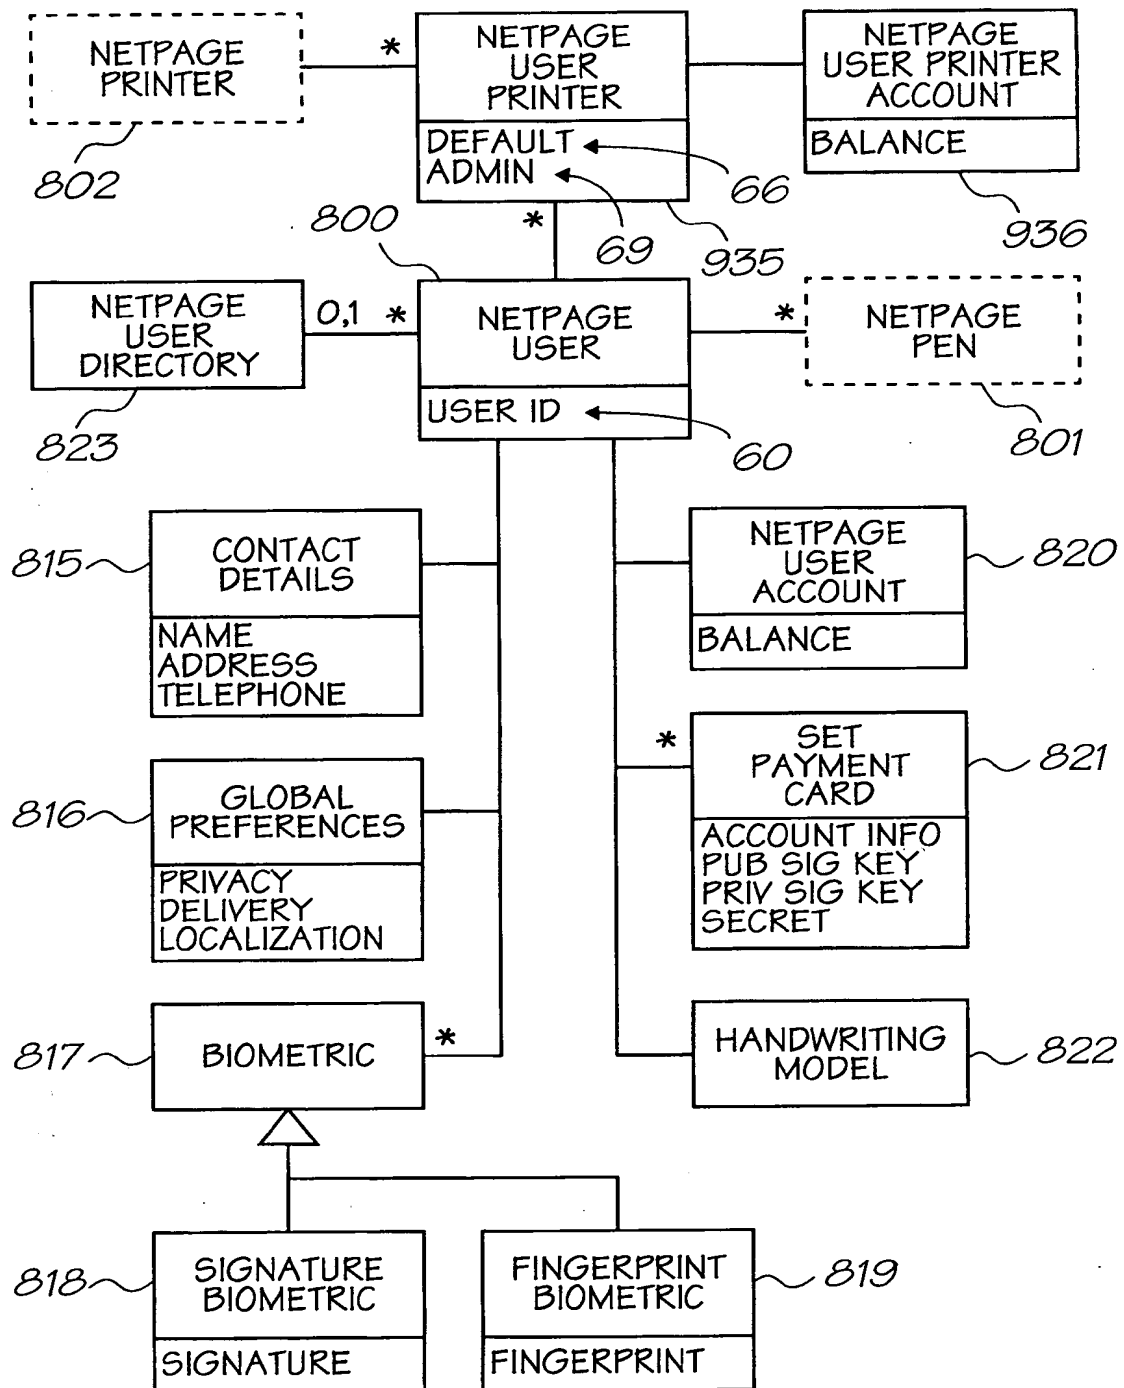 NETPAGE
PRINTER
802
*
NETPAGE
USER
PRINTER
DEFAULT
ADMIN
66
69
935
NETPAGE
USER PRINTER
ACCOUNT
BALANCE
936
*
800
NETPAGE
USER
DIRECTORY
823
0,1 *
NETPAGE
USER
USER ID
60
*
NETPAGE
PEN
801
815
CONTACT
DETAILS
NAME
ADDRESS
TELEPHONE
NETPAGE
USER
ACCOUNT
BALANCE
820
816
GLOBAL
PREFERENCES
PRIVACY
DELIVERY
LOCALIZATION
*
SET
PAYMENT
CARD
ACCOUNT INFO
PUB SIG KEY
PRIV SIG KEY
SECRET
821
817
BIOMETRIC
*
HANDWRITING
MODEL
822
818
SIGNATURE
BIOMETRIC
SIGNATURE
FINGERPRINT
BIOMETRIC
FINGERPRINT
819